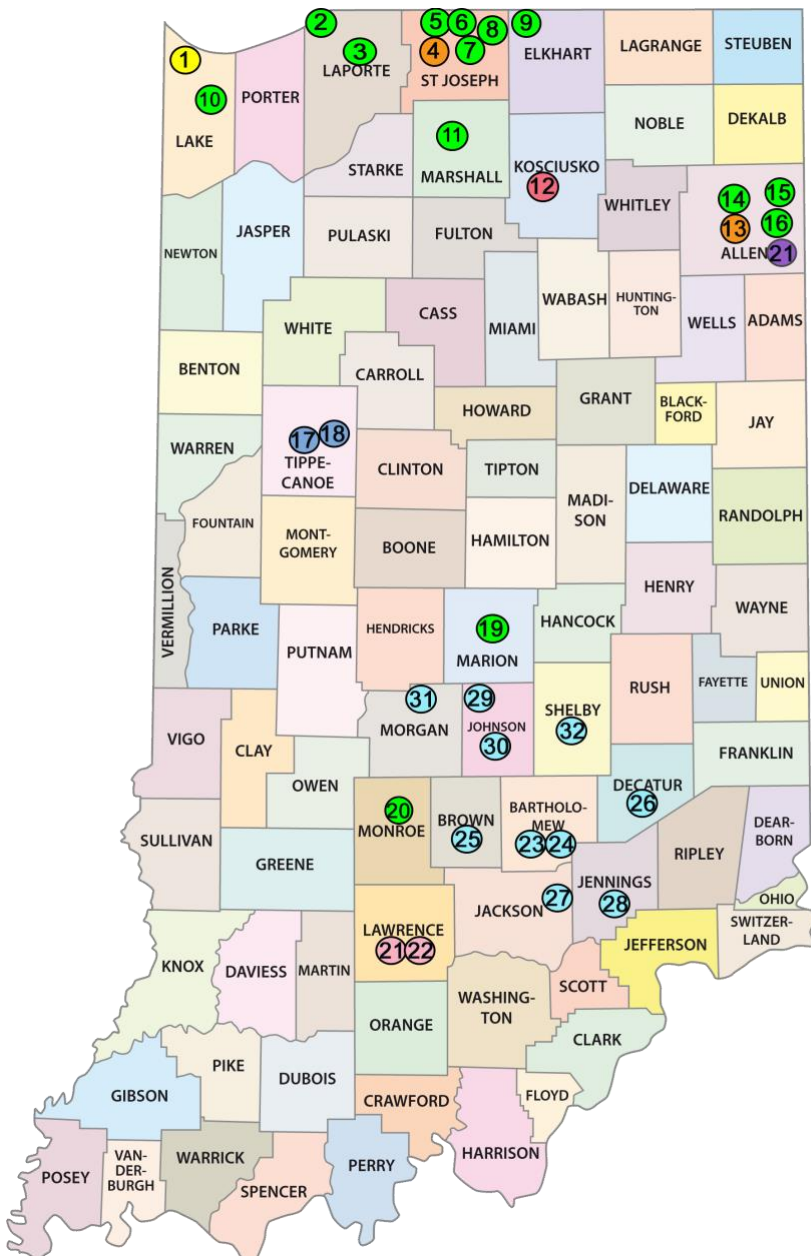 2
5
6
8
9
1
3
4
7
LAPORTE
ST JOSEPH
ELKHART
LAGRANGE
STEUBEN
10
PORTER
LAKE
11
NOBLE
DEKALB
STARKE
MARSHALL
KOSCIUSKO
12
WHITLEY
14
15
13
16
ALLEN
21
NEWTON
JASPER
PULASKI
FULTON
WHITE
CASS
MIAMI
WABASH
HUNTING-
TON
WELLS
ADAMS
BENTON
CARROLL
GRANT
BLACK-
FORD
JAY
WARREN
17
18
TIPPE-
CANOE
HOWARD
CLINTON
TIPTON
MADI-
SON
DELAWARE
RANDOLPH
FOUNTAIN
MONT-
GOMERY
BOONE
HAMILTON
VERMILLION
PARKE
PUTNAM
HENDRICKS
19
MARION
HANCOCK
HENRY
WAYNE
RUSH
FAYETTE
UNION
VIGO
CLAY
OWEN
31
MORGAN
29
JOHNSON
30
SHELBY
32
FRANKLIN
DECATUR
26
SULLIVAN
GREENE
20
MONROE
BROWN
25
BARTHOLO-
MEW
23
24
JENNINGS
28
RIPLEY
DEAR-
BORN
OHIO
SWITZER-
LAND
KNOX
DAVIESS
MARTIN
LAWRENCE
21
22
JACKSON
27
JEFFERSON
SCOTT
WASHING-
TON
ORANGE
CLARK
GIBSON
PIKE
DUBOIS
CRAWFORD
FLOYD
HARRISON
POSEY
VAN-
DER-
BURGH
WARRICK
SPENCER
PERRY